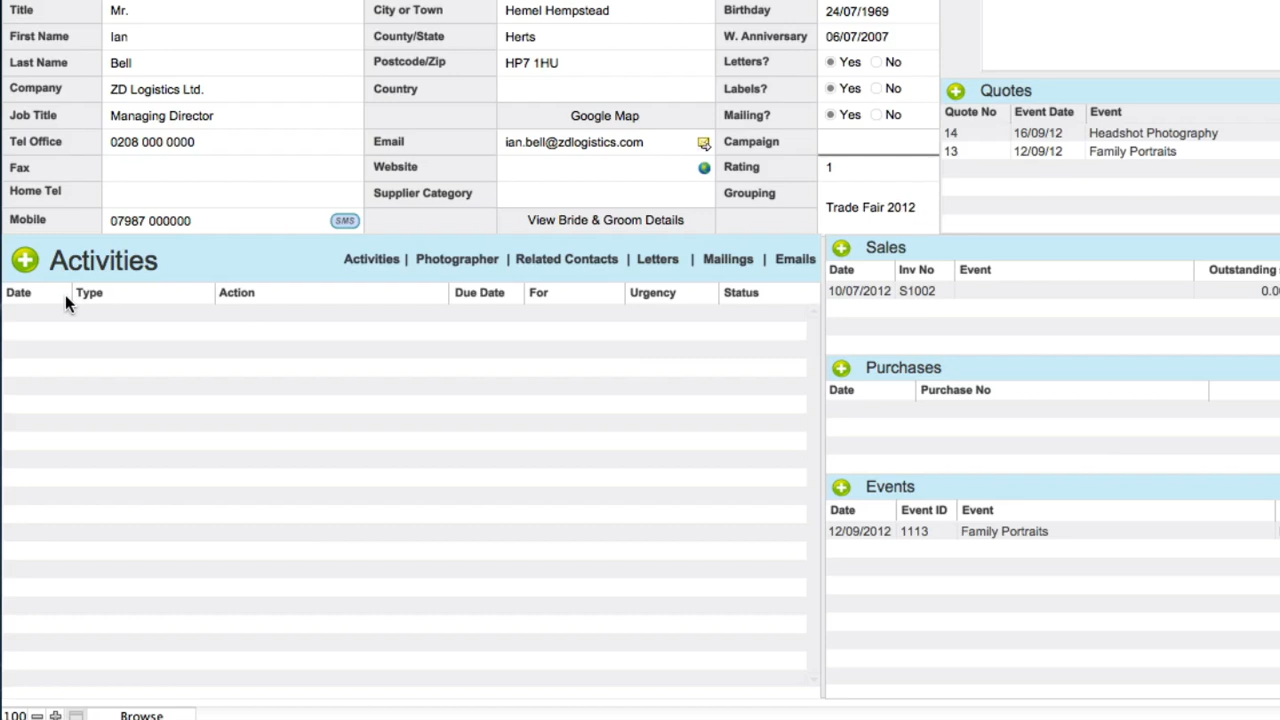 Title Mr. City or Town Hemel Hempstead Birthday 24/07/1969
First Name Ian County/State Herts W. Anniversary 06/07/2007
Last Name Bell Postcode/Zip HP7 1HU Letters? Yes No
Company ZD Logistics Ltd. Country Labels? Yes No
Job Title Managing Director Google Map Mailing? Yes No
Tel Office 0208 000 0000 Email ian.bell@zdlogistics.com Campaign
Fax Website Rating 1
Home Tel Supplier Category Grouping
Mobile 07987 000000 SMS View Bride & Groom Details Trade Fair 2012
Quotes
Quote No Event Date Event
14 16/09/12 Headshot Photography
13 12/09/12 Family Portraits
Activities Activities | Photographer | Related Contacts | Letters | Mailings | Emails
Date Type Action Due Date For Urgency Status
Sales
Date Inv No Event Outstanding
10/07/2012 S1002 0.0
Purchases
Date Purchase No
Events
Date Event ID Event
12/09/2012 1113 Family Portraits
100 Browse